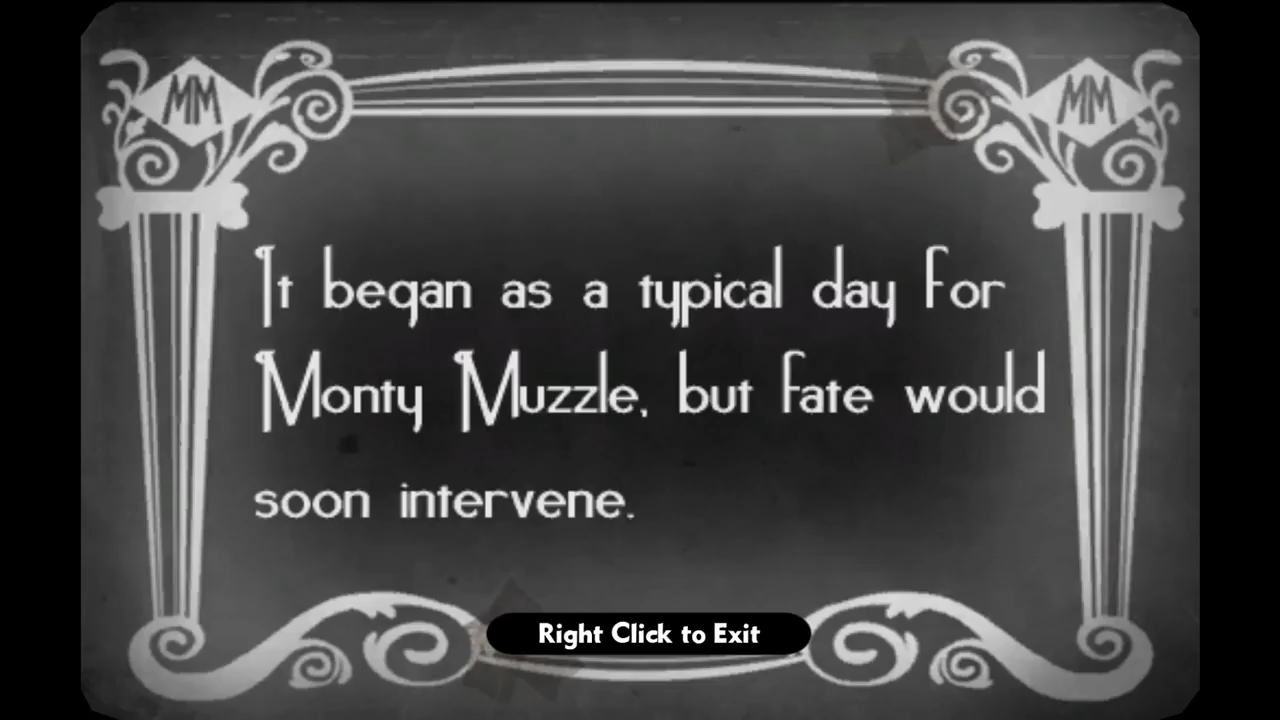 MM MM
It began as a typical day for
Monty Muzzle, but fate would
soon intervene.
Right Click to Exit